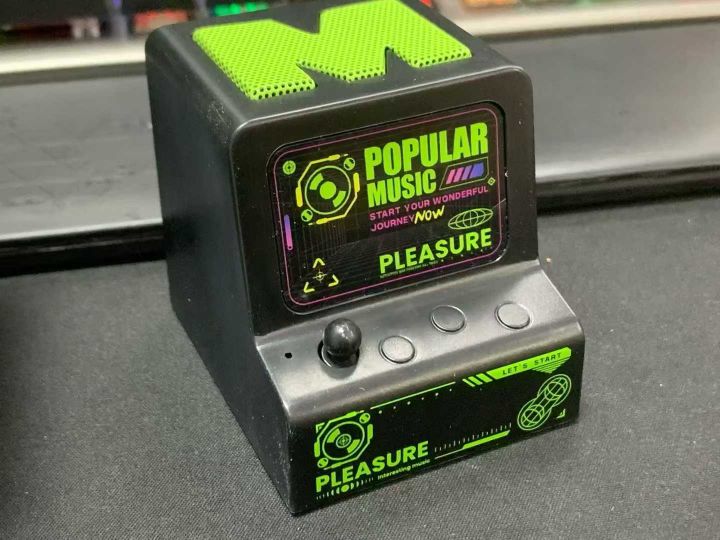 M
POPULAR
MUSIC
START YOUR WONDERFUL
JOURNEY NOW
PLEASURE
LET'S START
PLEASURE
Interesting music